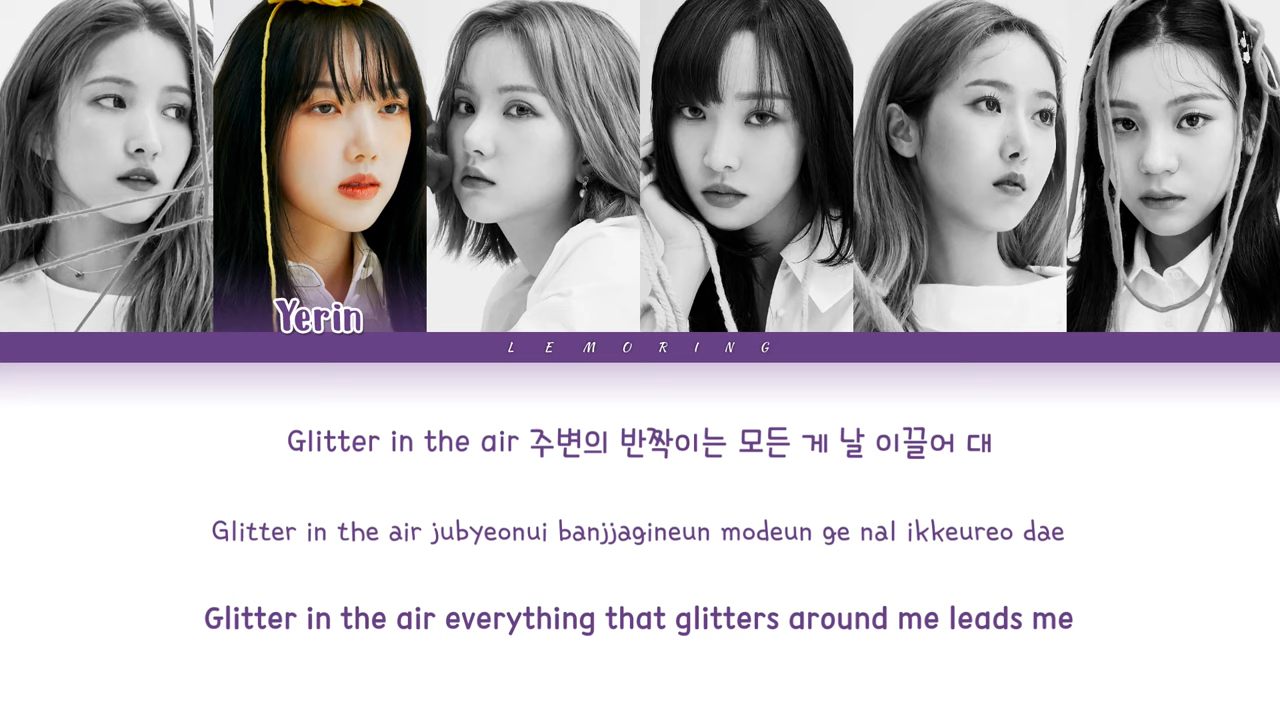 Yerin
LEMORING
Glitter in the air 주변의 반짝이는 모든 게 날 이끌어 대
Glitter in the air jubyeonui banjjagineun modeun ge nal ikkeureo dae
Glitter in the air everything that glitters around me leads me